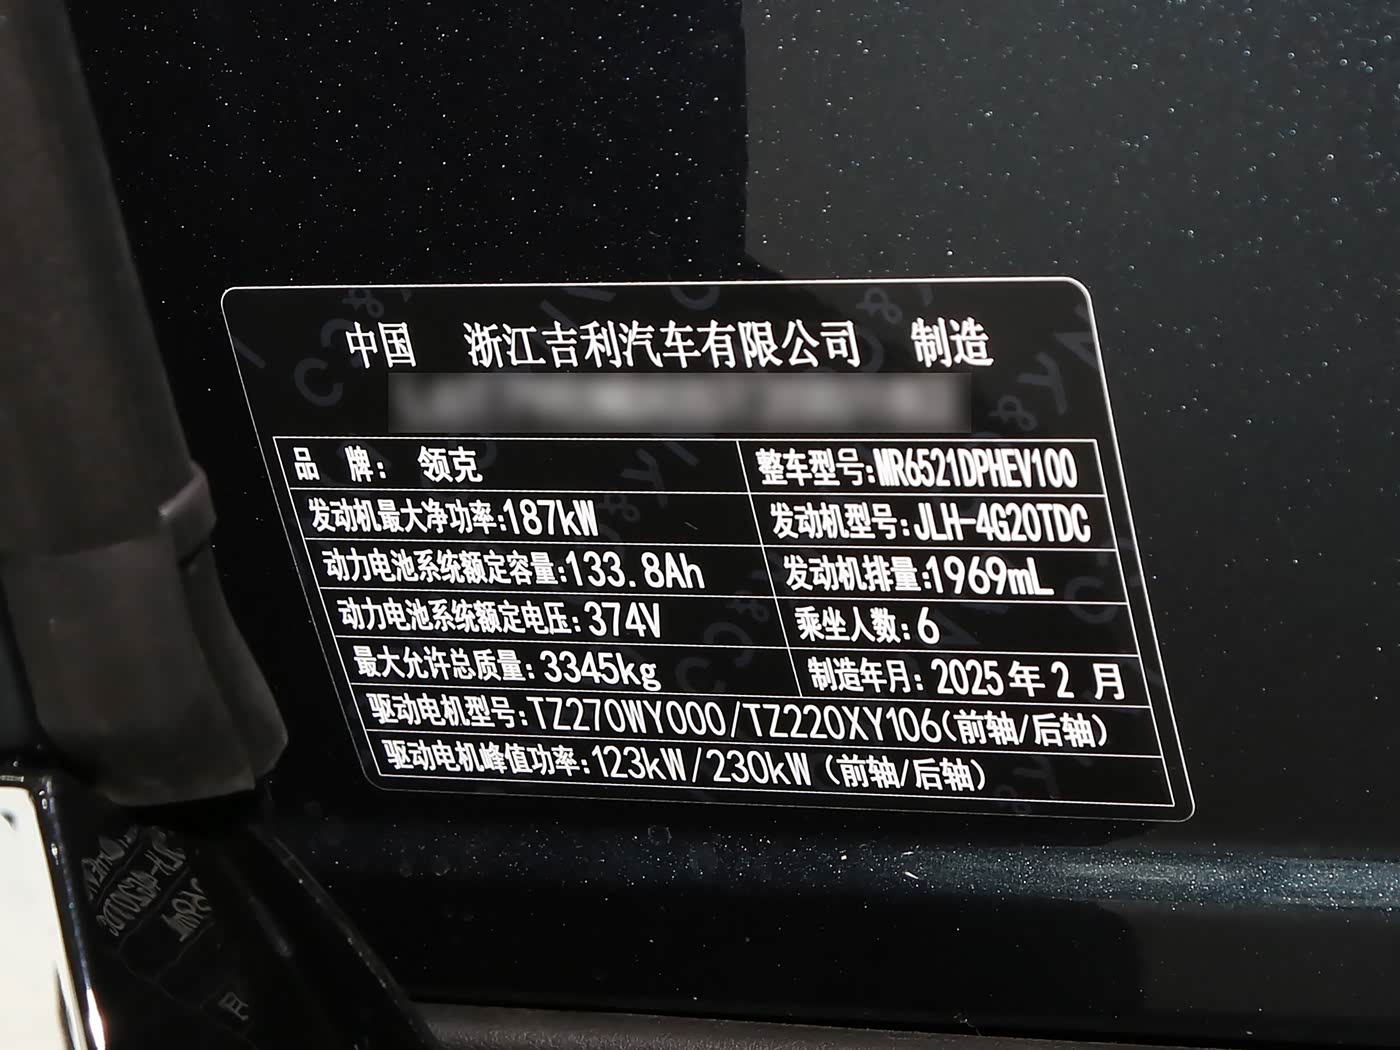 中国 浙江吉利汽车有限公司 制造
品 牌: 领克 整车型号:MR6521DPHEV100
发动机最大净功率:187kW 发动机型号:JLH-4G20TDC
动力电池系统额定容量:133.8Ah 发动机排量:1969mL
动力电池系统额定电压:374V 乘坐人数:6
最大允许总质量:3345kg 制造年月:2025年2月
驱动电机型号:TZ270WY000/TZ220XY106(前轴/后轴)
驱动电机峰值功率:123kW/230kW (前轴/后轴)